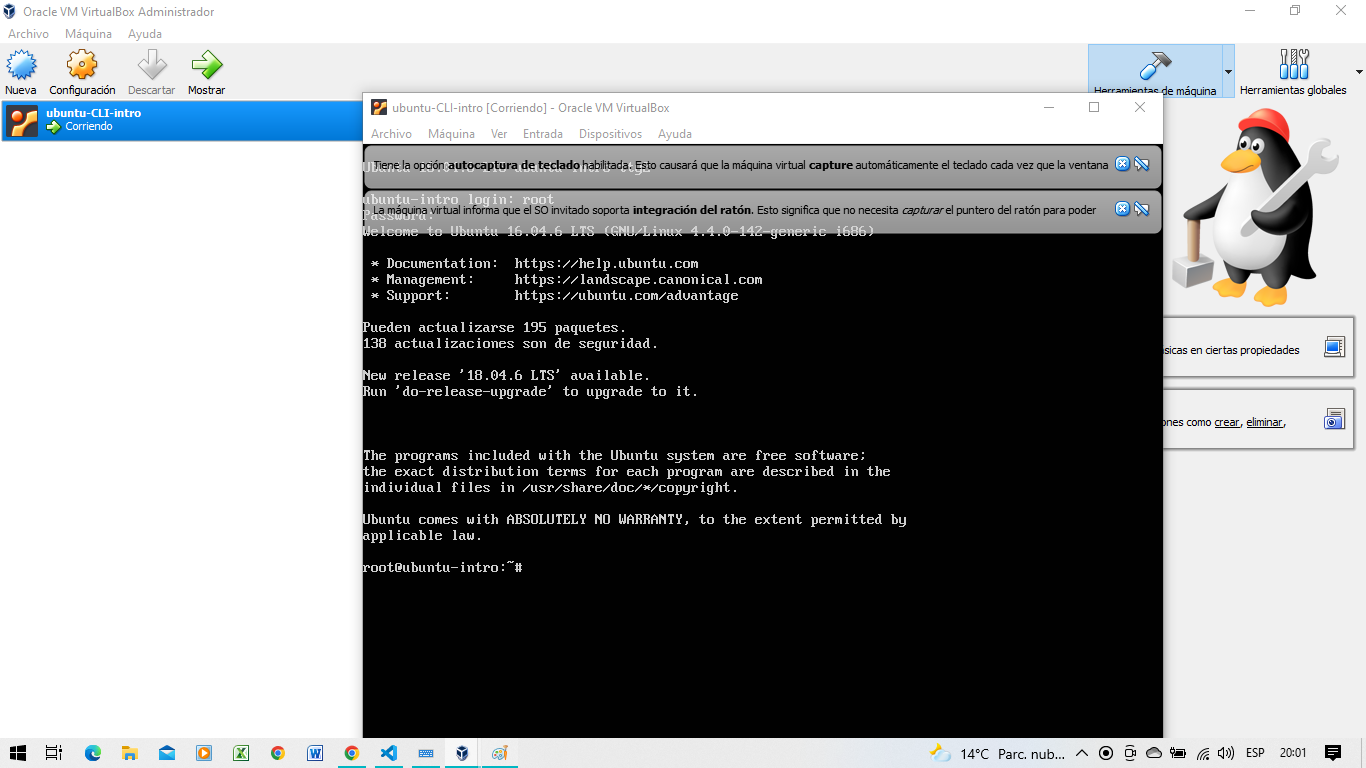 Oracle VM VirtualBox Administrador
Archivo Máquina Ayuda
Nueva Configuración Descartar Mostrar
Herramientas de máquina Herramientas globales
ubuntu-CLI-intro
Corriendo
ubuntu-CLI-intro [Corriendo] - Oracle VM VirtualBox
Archivo Máquina Ver Entrada Dispositivos Ayuda
Tiene la opción autocaptura de teclado habilitada. Esto causará que la máquina virtual capture automáticamente el teclado cada vez que la ventana
ubuntu-intro login: root
La máquina virtual informa que el SO invitado soporta integración del ratón. Esto significa que no necesita capturar el puntero del ratón para poder
Password:
Welcome to Ubuntu 16.04.6 LTS (GNU/Linux 4.4.0-142-generic i686)
* Documentation: https://help.ubuntu.com
* Management: https://landscape.canonical.com
* Support: https://ubuntu.com/advantage
Pueden actualizarse 195 paquetes.
138 actualizaciones son de seguridad.
New release '18.04.6 LTS' available.
Run 'do-release-upgrade' to upgrade to it.
The programs included with the Ubuntu system are free software;
the exact distribution terms for each program are described in the
individual files in /usr/share/doc/*/copyright.
Ubuntu comes with ABSOLUTELY NO WARRANTY, to the extent permitted by
applicable law.
root@ubuntu-intro:~#
sicas en ciertas propiedades
ones como crear, eliminar,
14°C Parc. nub... ESP 20:01